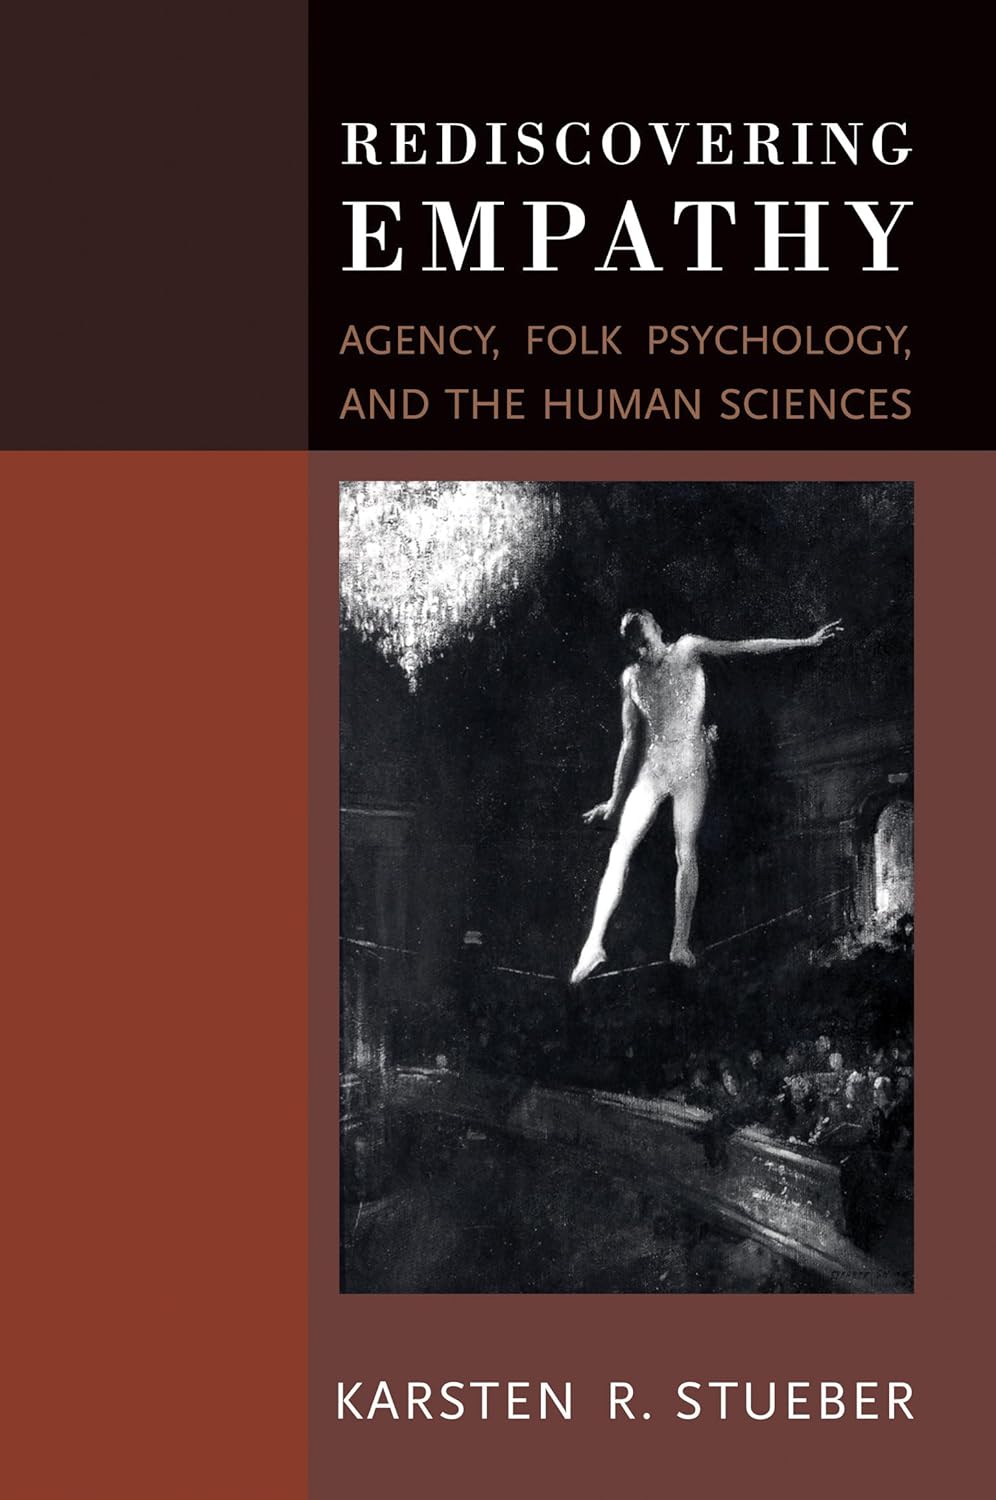 REDISCOVERING
EMPATHY
AGENCY, FOLK PSYCHOLOGY,
AND THE HUMAN SCIENCES
KARSTEN R. STUEBER